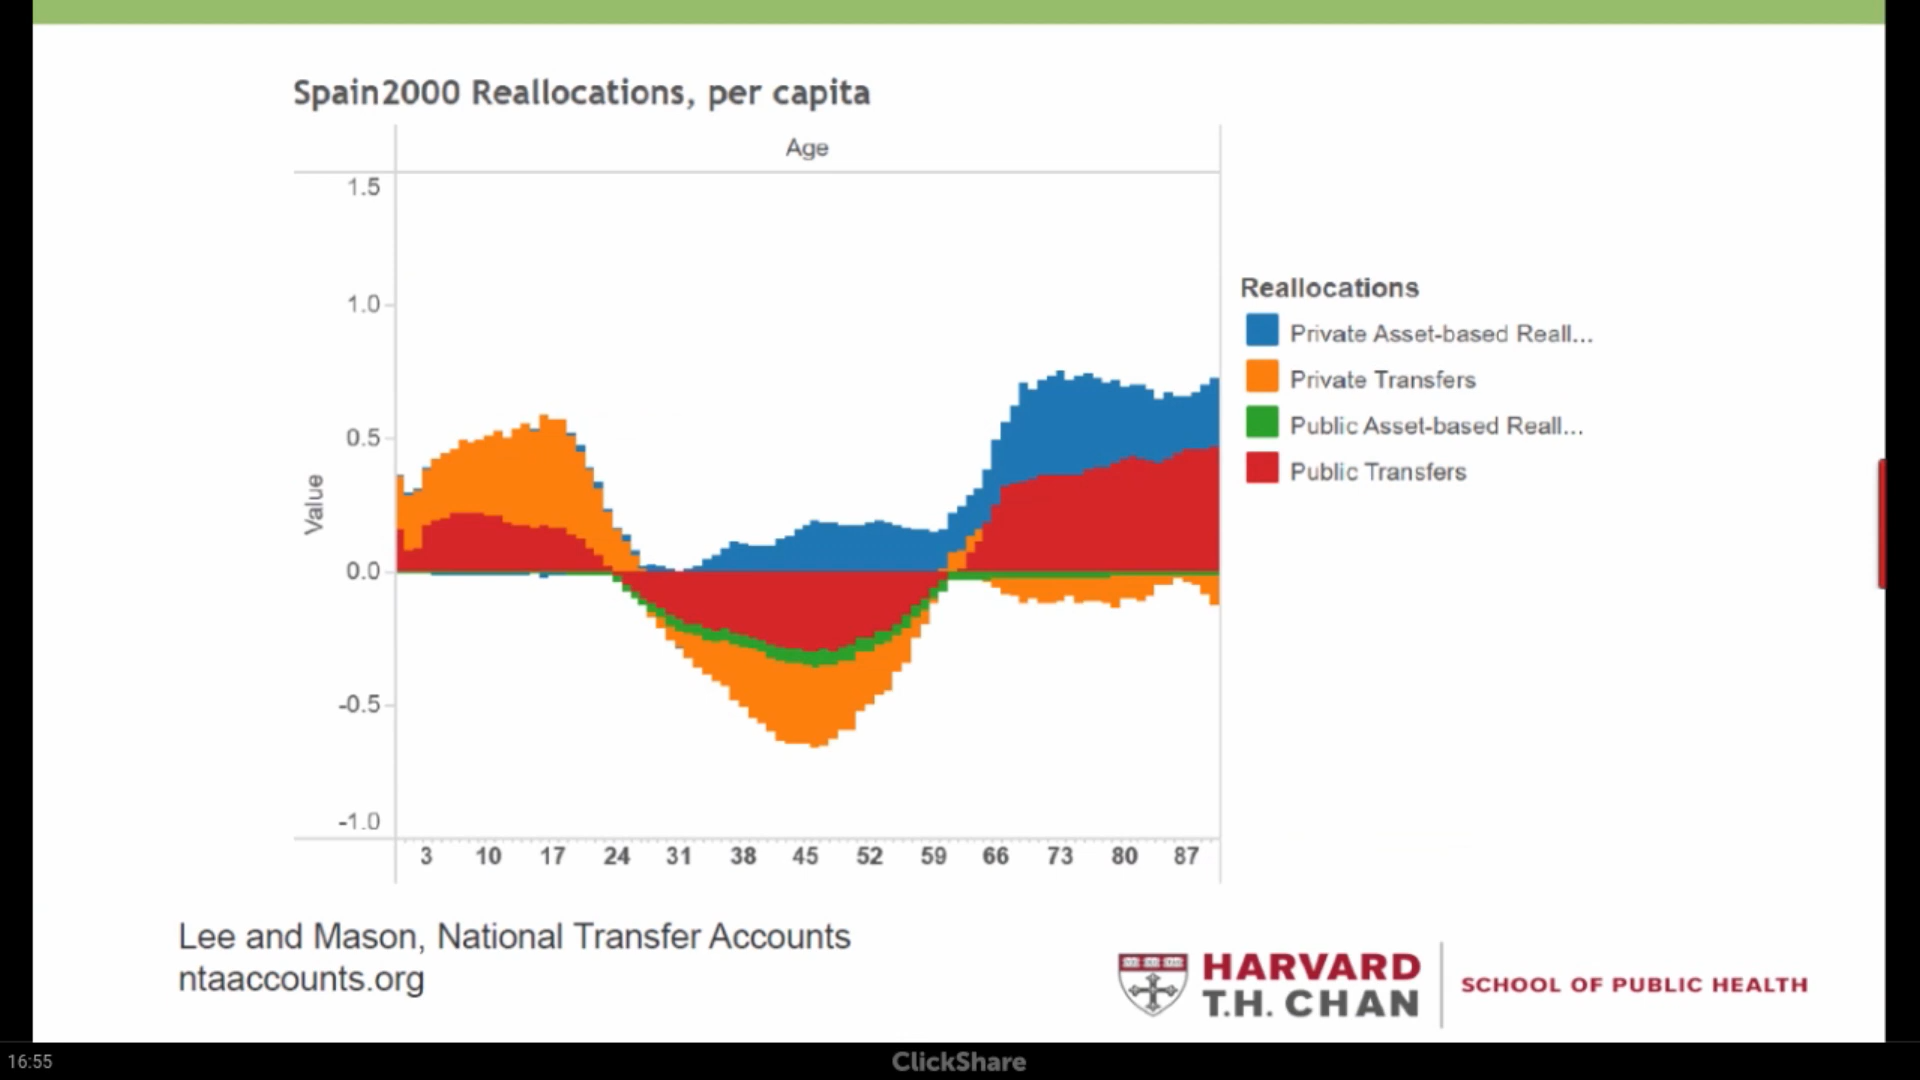 Spain2000 Reallocations, per capita
Age
1.5
1.0
0.5
0.0
-0.5
-1.0
Value
3 10 17 24 31 38 45 52 59 66 73 80 87
Reallocations
Private Asset-based Reall...
Private Transfers
Public Asset-based Reall...
Public Transfers
Lee and Mason, National Transfer Accounts
ntaaccounts.org
HARVARD
T.H. CHAN
SCHOOL OF PUBLIC HEALTH
16:55
ClickShare